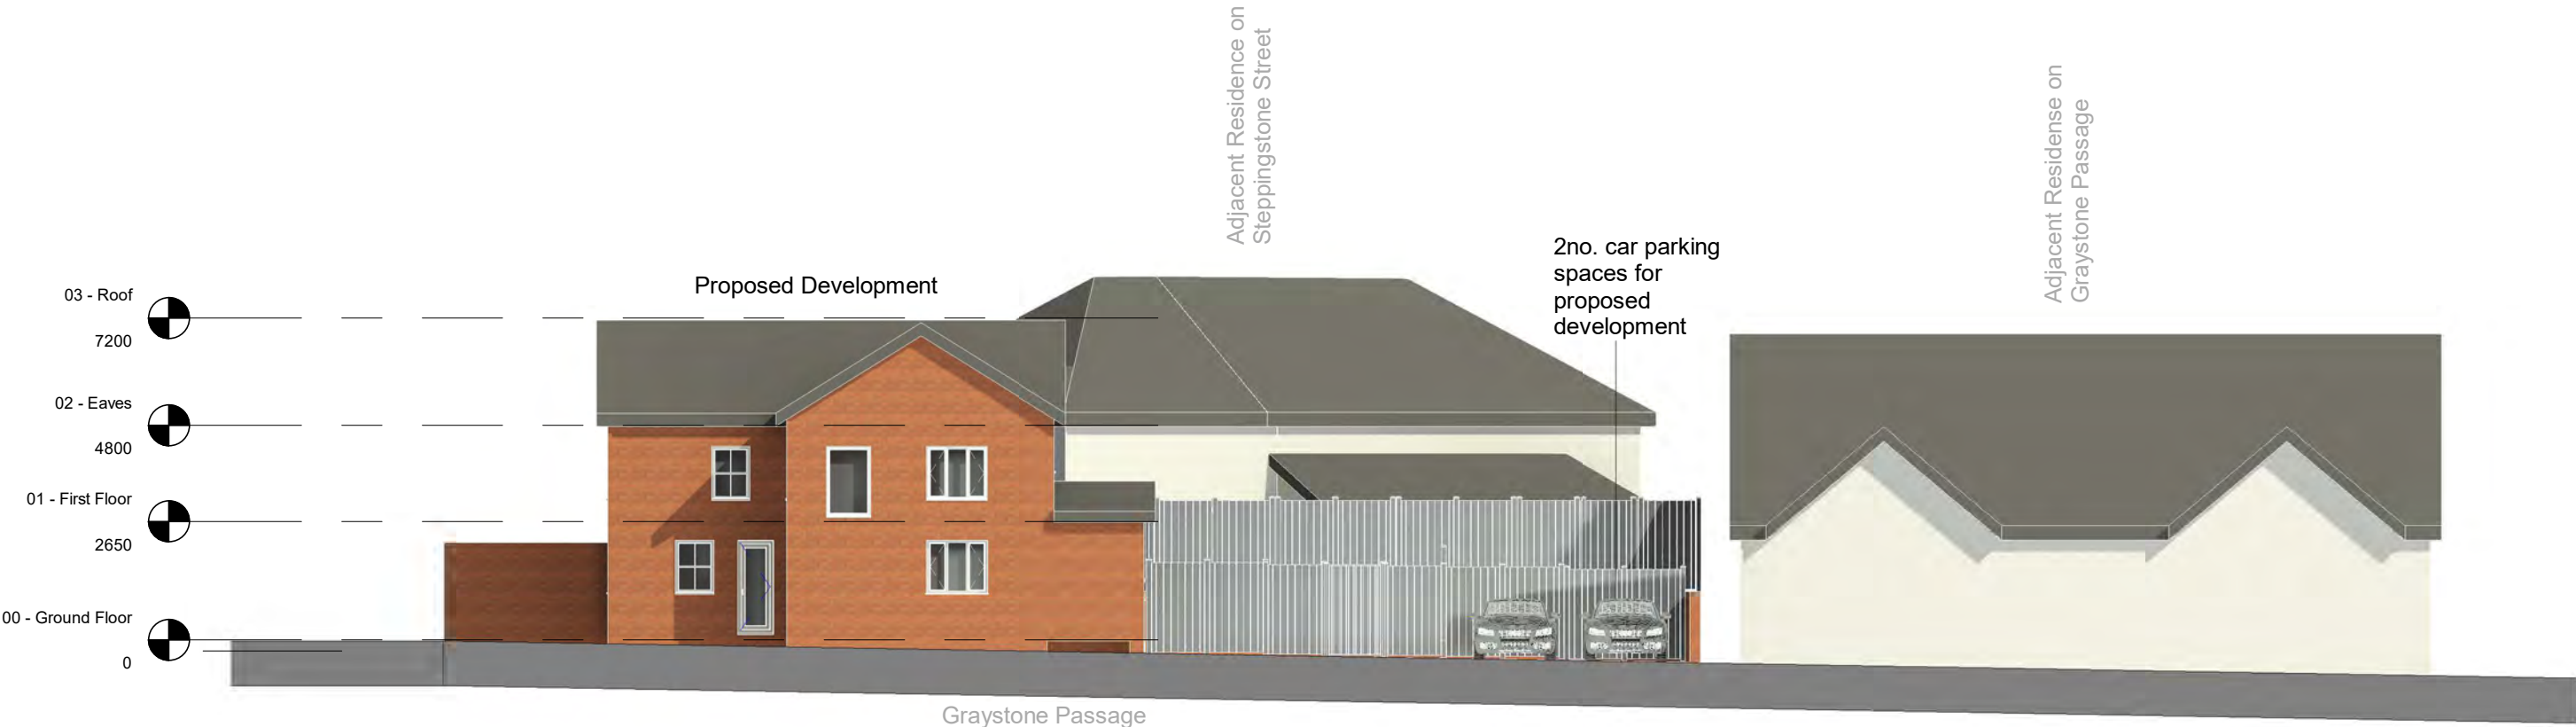 Adjacent Residence on
Steppingstone Street
Adjacent Residense on
Graystone Passage
2no. car parking
spaces for
proposed
development
Proposed Development
03 - Roof
7200
02 - Eaves
4800
01 - First Floor
2650
00 - Ground Floor
0
Graystone Passage